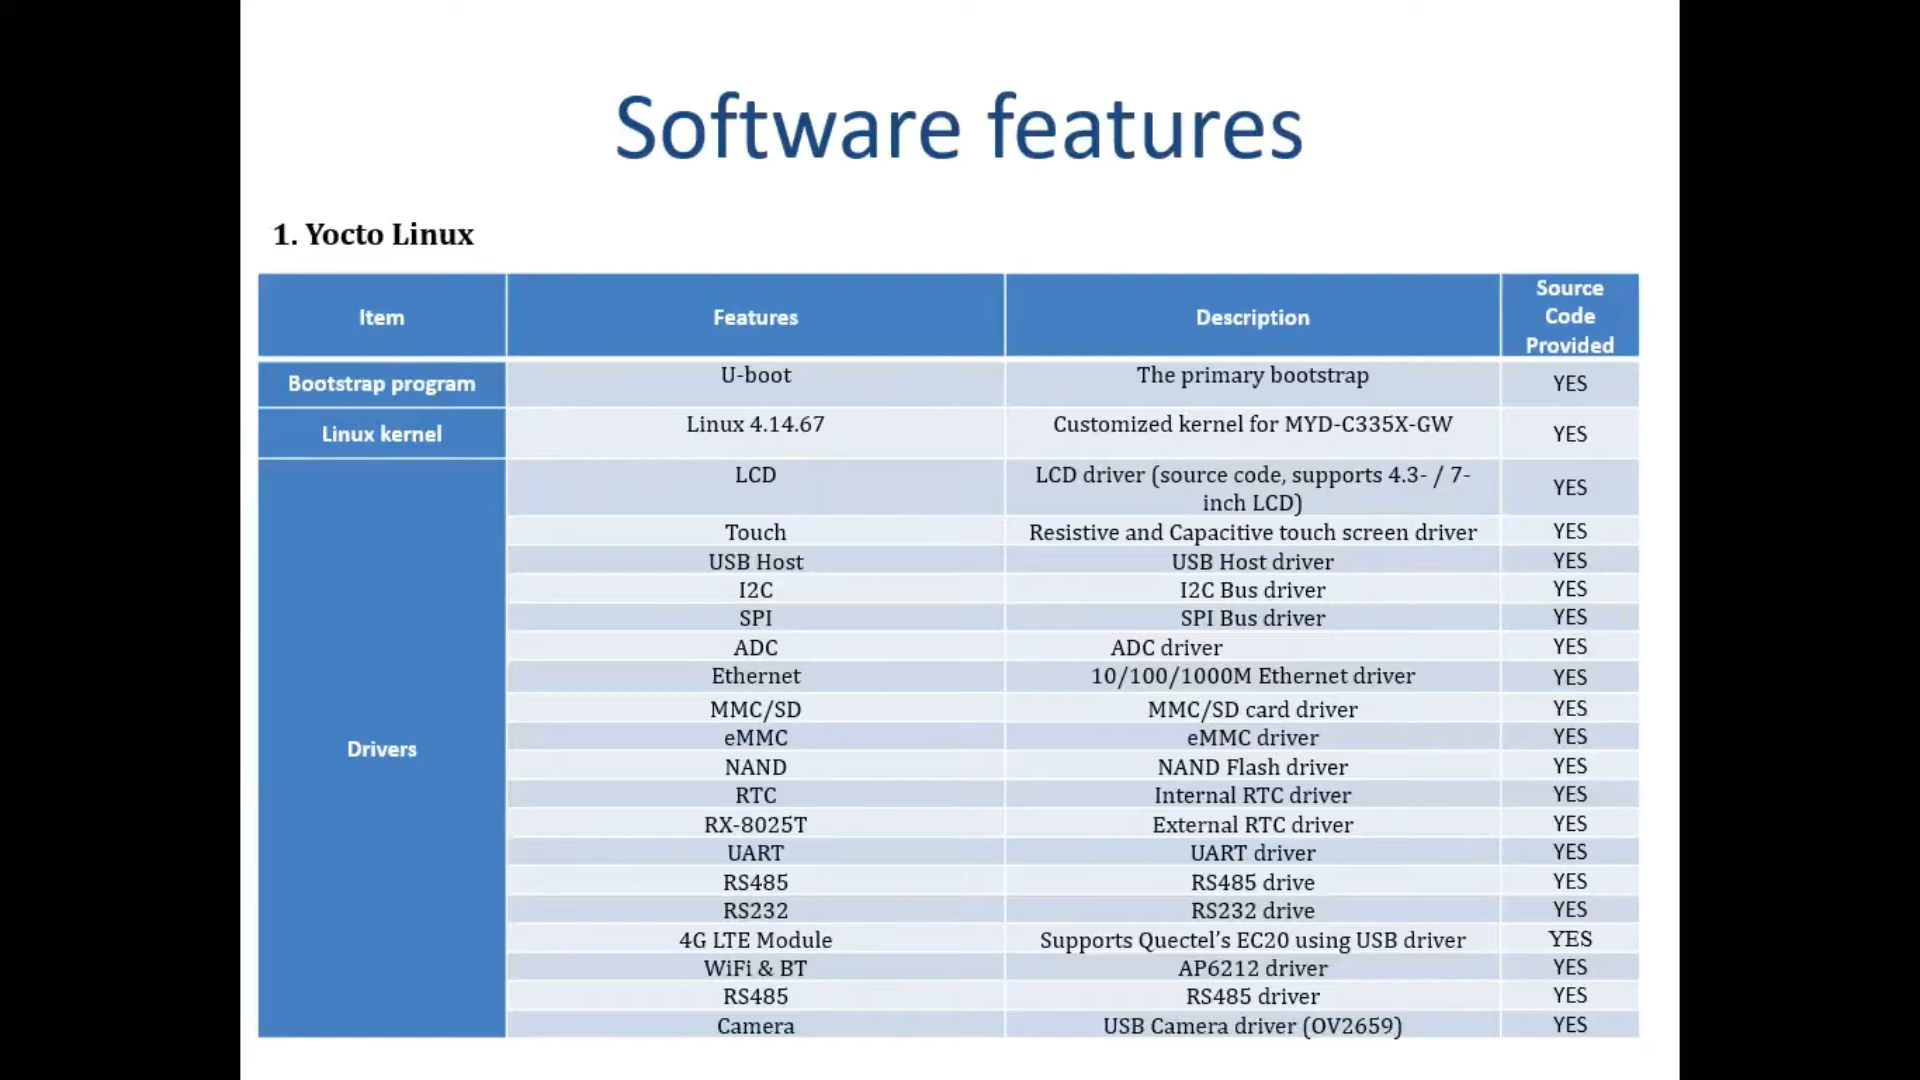 Software features
1. Yocto Linux
Item Features Description Source Code Provided
Bootstrap program U-boot The primary bootstrap YES
Linux kernel Linux 4.14.67 Customized kernel for MYD-C335X-GW YES
Drivers
LCD LCD driver (source code, supports 4.3- / 7-
inch LCD) YES
Touch Resistive and Capacitive touch screen driver YES
USB Host USB Host driver YES
I2C I2C Bus driver YES
SPI SPI Bus driver YES
ADC ADC driver YES
Ethernet 10/100/1000M Ethernet driver YES
MMC/SD MMC/SD card driver YES
eMMC eMMC driver YES
NAND NAND Flash driver YES
RTC Internal RTC driver YES
RX-8025T External RTC driver YES
UART UART driver YES
RS485 RS485 drive YES
RS232 RS232 drive YES
4G LTE Module Supports Quectel’s EC20 using USB driver YES
WiFi & BT AP6212 driver YES
RS485 RS485 driver YES
Camera USB Camera driver (OV2659) YES